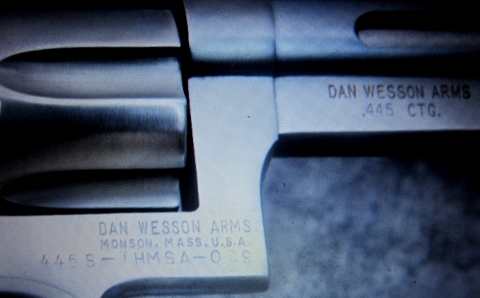 DAN WESSON ARMS
.445 CTG.
DAN WESSON ARMS
MONSON, MASS. U.S.A.